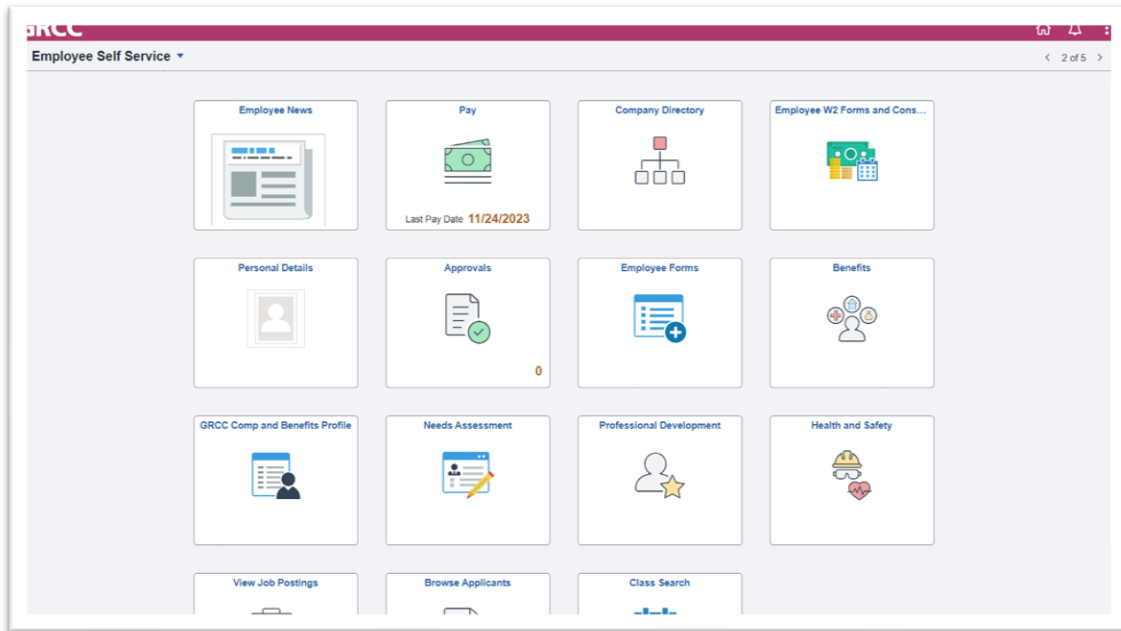 GRCC
Employee Self Service
2 of 5
Employee News
Pay
Company Directory
Employee W2 Forms and Cons...
Last Pay Date 11/24/2023
Personal Details
Approvals
Employee Forms
Benefits
0
GRCC Comp and Benefits Profile
Needs Assessment
Professional Development
Health and Safety
View Job Postings
Browse Applicants
Class Search